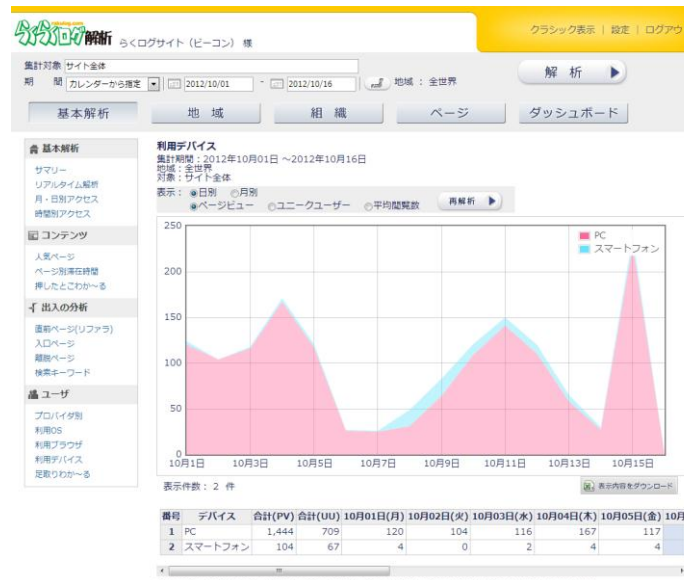 らくらくログ解析 らくログサイト（ビーコン） 様
クラシック表示 | 設定 | ログアウ
集計対象 サイト全体
期 間 カレンダーから指定 2012/10/01 - 2012/10/16 地域 : 全世界
解 析
基本解析 地 域 組 織 ページ ダッシュボード
基本解析
サマリー
リアルタイム解析
月・日別アクセス
時間別アクセス
コンテンツ
人気ページ
ページ別滞在時間
押したとこわか～る
出入の分析
直前ページ(リファラ)
入口ページ
離脱ページ
検索キーワード
ユーザ
プロバイダ別
利用OS
利用ブラウザ
利用デバイス
足取りわか～る
利用デバイス
集計期間 : 2012年10月01日 ～2012年10月16日
地域 : 全世界
対象 : サイト全体
表示 : 日別 月別
ページビュー ユニークユーザー 平均閲覧数 再解析
PC
スマートフォン
250
200
150
100
50
0
10月1日 10月3日 10月5日 10月7日 10月9日 10月11日 10月13日 10月15日
表示件数 : 2 件
表示内容をダウンロード
番号 デバイス 合計(PV) 合計(UU) 10月01日(月) 10月02日(火) 10月03日(水) 10月04日(木) 10月05日(金) 10月
1 PC 1,444 709 120 104 116 167 117
2 スマートフォン 104 67 4 0 2 4 4